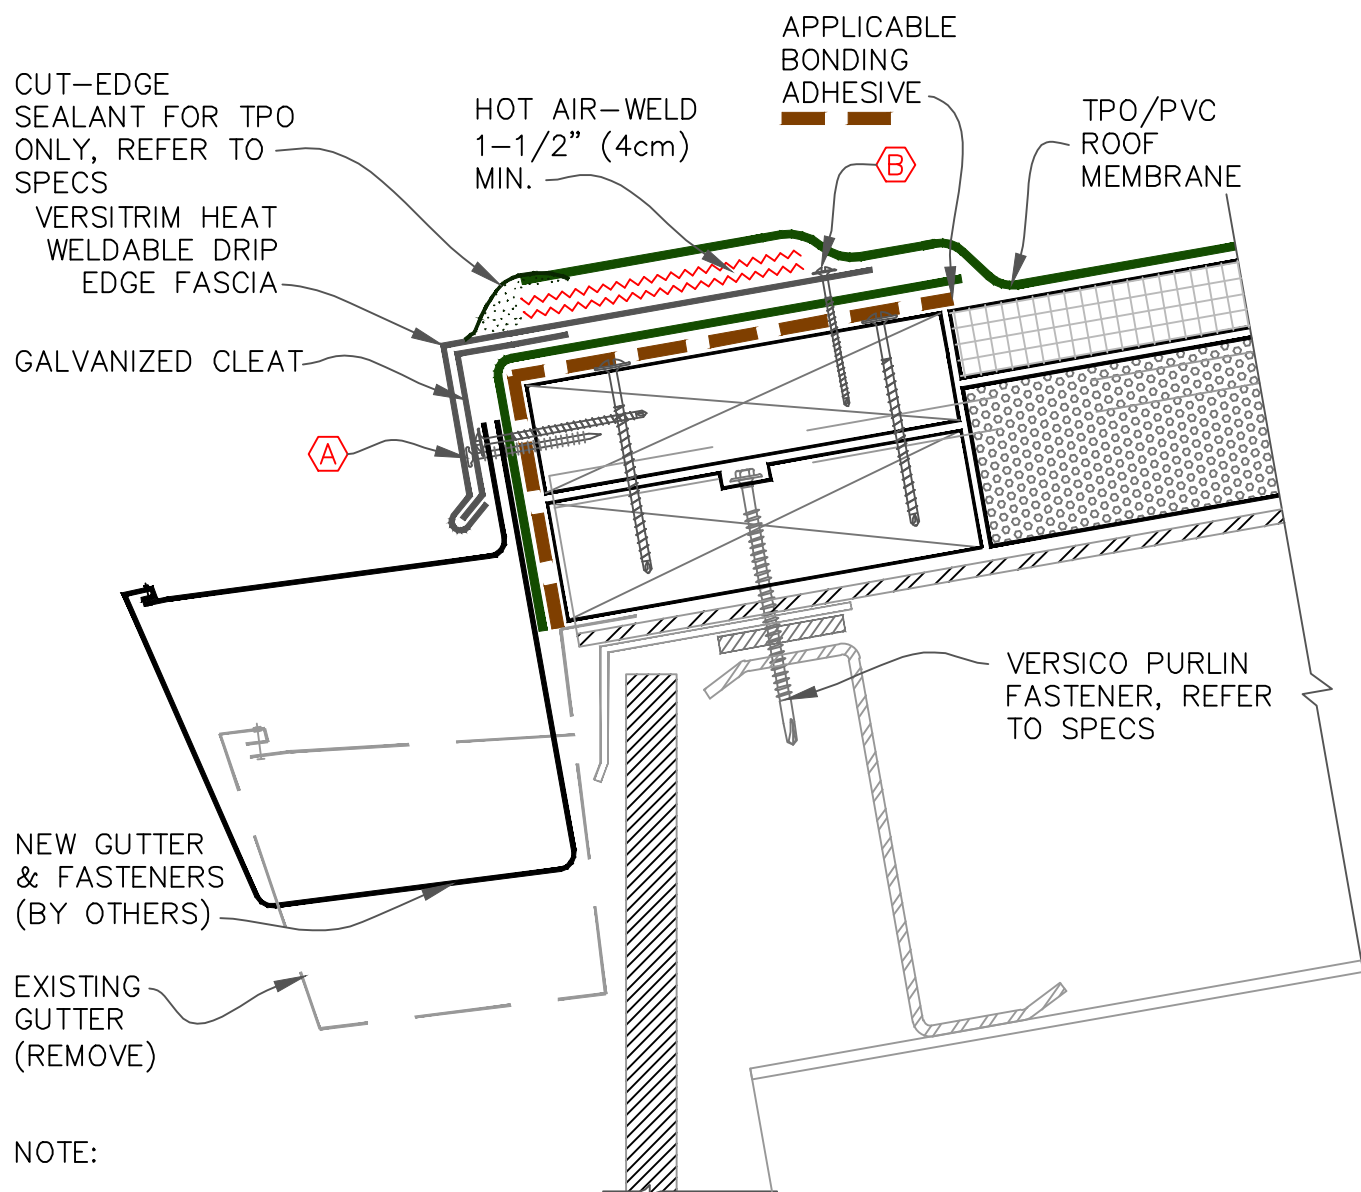 CUT-EDGE
SEALANT FOR TPO
ONLY, REFER TO
SPECS
VERSITRIM HEAT
WELDABLE DRIP
EDGE FASCIA
GALVANIZED CLEAT
HOT AIR-WELD
1-1/2" (4cm)
MIN.
APPLICABLE
BONDING
ADHESIVE
B
TPO/PVC
ROOF
MEMBRANE
A
VERSICO PURLIN
FASTENER, REFER
TO SPECS
NEW GUTTER
& FASTENERS
(BY OTHERS)
EXISTING
GUTTER
(REMOVE)
NOTE: